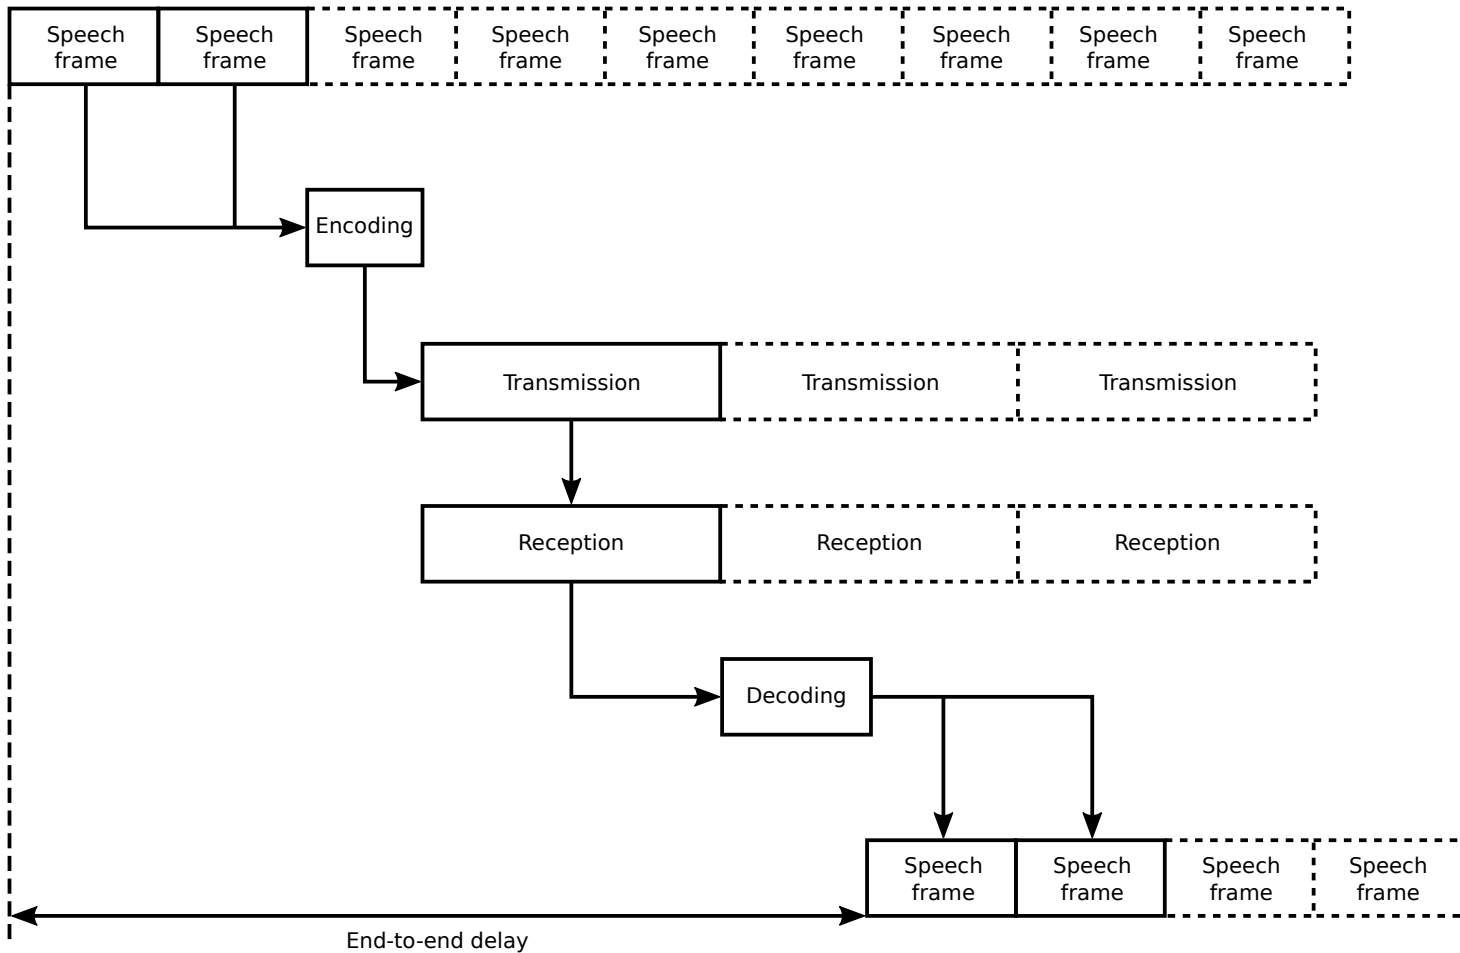 Speech frame
Speech frame
Speech frame
Speech frame
Speech frame
Speech frame
Speech frame
Speech frame
Speech frame
Encoding
Transmission
Transmission
Transmission
Reception
Reception
Reception
Decoding
Speech frame
Speech frame
Speech frame
Speech frame
End-to-end delay